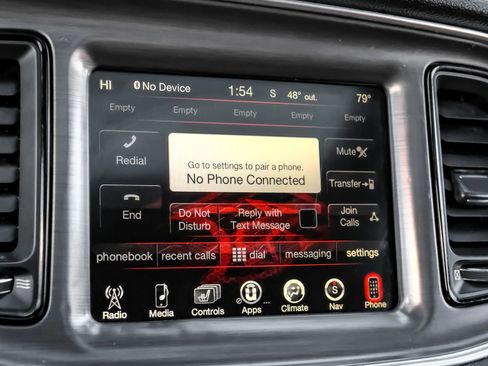 HI No Device 1:54 S 48° out. 79°
Empty Empty Empty Empty Empty
Redial
Go to settings to pair a phone.
No Phone Connected
Mute
Transfer
End
Do Not
Disturb
Reply with
Text Message
Join
Calls
phonebook recent calls dial messaging settings
Radio Media Controls Apps Climate Nav Phone